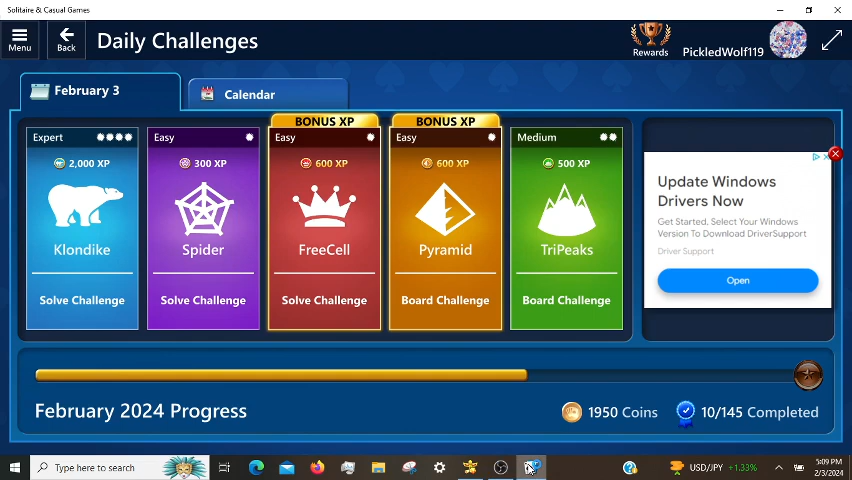 Solitaire & Casual Games
Menu
Back
Daily Challenges
Rewards
PickledWolf119
February 3
Calendar
BONUS XP
BONUS XP
Expert
Easy
Easy
Easy
Medium
2,000 XP
300 XP
600 XP
600 XP
500 XP
Klondike
Spider
FreeCell
Pyramid
TriPeaks
Solve Challenge
Solve Challenge
Solve Challenge
Board Challenge
Board Challenge
Update Windows
Drivers Now
Get Started. Select Your Windows
Version To Download DriverSupport
Driver Support
Open
February 2024 Progress
1950 Coins
10/145 Completed
Type here to search
USD/JPY +1.33%
5:09 PM
2/3/2024